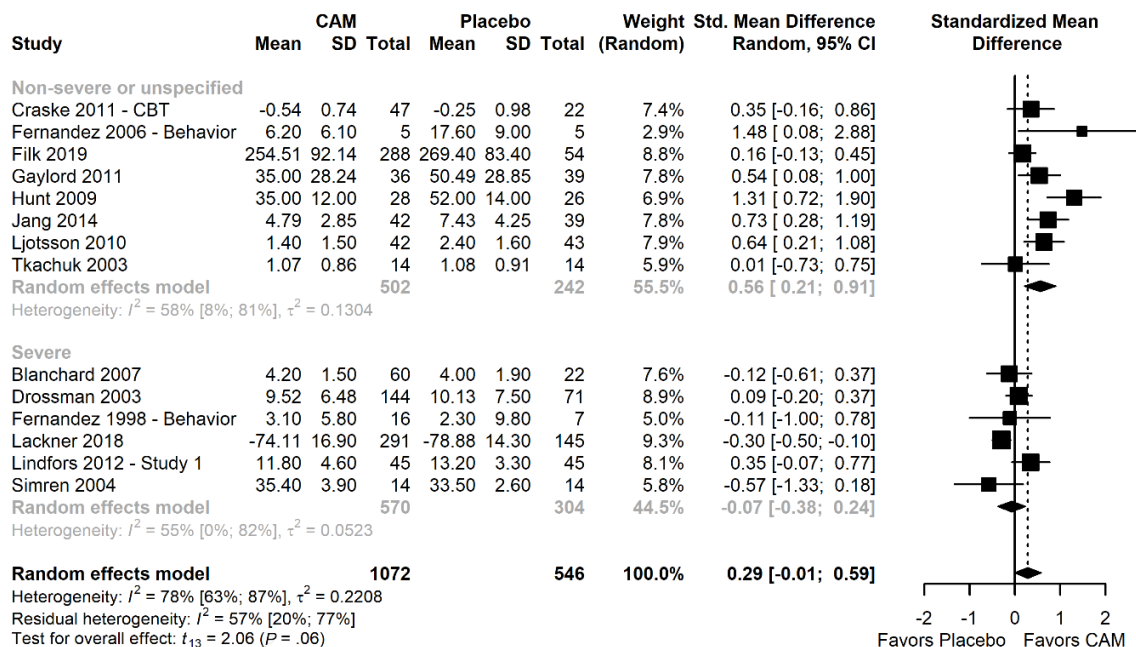 CAM Placebo Weight Std. Mean Difference Standardized Mean
Study Mean SD Total Mean SD Total (Random) Random, 95% CI Difference
Non-severe or unspecified
Craske 2011 - CBT -0.54 0.74 47 -0.25 0.98 22 7.4% 0.35 [-0.16; 0.86]
Fernandez 2006 - Behavior 6.20 6.10 5 17.60 9.00 5 2.9% 1.48 [ 0.08; 2.88]
Filk 2019 254.51 92.14 288 269.40 83.40 54 8.8% 0.16 [-0.13; 0.45]
Gaylord 2011 35.00 28.24 36 50.49 28.85 39 7.8% 0.54 [ 0.08; 1.00]
Hunt 2009 35.00 12.00 28 52.00 14.00 26 6.9% 1.31 [ 0.72; 1.90]
Jang 2014 4.79 2.85 42 7.43 4.25 39 7.8% 0.73 [ 0.28; 1.19]
Ljotsson 2010 1.40 1.50 42 2.40 1.60 43 7.9% 0.64 [ 0.21; 1.08]
Tkachuk 2003 1.07 0.86 14 1.08 0.91 14 5.9% 0.01 [-0.73; 0.75]
Random effects model 502 242 55.5% 0.56 [ 0.21; 0.91]
Heterogeneity: I² = 58% [8%; 81%], τ² = 0.1304
Severe
Blanchard 2007 4.20 1.50 60 4.00 1.90 22 7.6% -0.12 [-0.61; 0.37]
Drossman 2003 9.52 6.48 144 10.13 7.50 71 8.9% 0.09 [-0.20; 0.37]
Fernandez 1998 - Behavior 3.10 5.80 16 2.30 9.80 7 5.0% -0.11 [-1.00; 0.78]
Lackner 2018 -74.11 16.90 291 -78.88 14.30 145 9.3% -0.30 [-0.50; -0.10]
Lindfors 2012 - Study 1 11.80 4.60 45 13.20 3.30 45 8.1% 0.35 [-0.07; 0.77]
Simren 2004 35.40 3.90 14 33.50 2.60 14 5.8% -0.57 [-1.33; 0.18]
Random effects model 570 304 44.5% -0.07 [-0.38; 0.24]
Heterogeneity: I² = 55% [0%; 82%], τ² = 0.0523
Random effects model 1072 546 100.0% 0.29 [-0.01; 0.59]
Heterogeneity: I² = 78% [63%; 87%], τ² = 0.2208
Residual heterogeneity: I² = 57% [20%; 77%]
Test for overall effect: t₁₃ = 2.06 (P = .06)
-2 -1 0 1 2
Favors Placebo Favors CAM